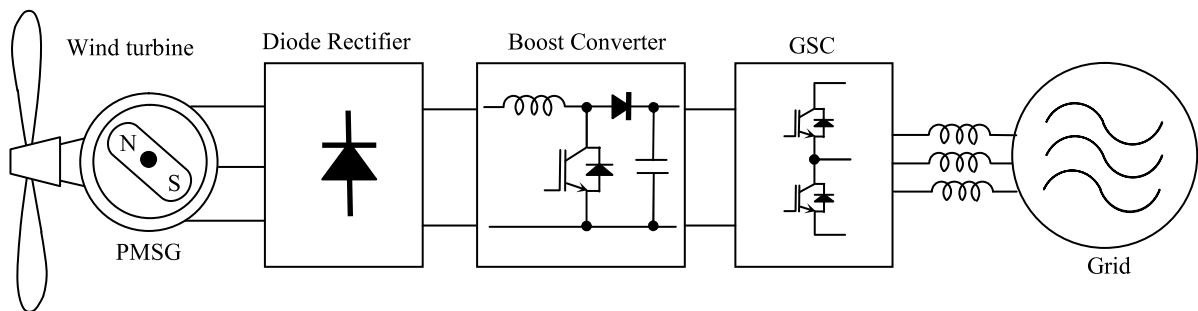 Wind turbine
Diode Rectifier
Boost Converter
GSC
N
S
PMSG
Grid